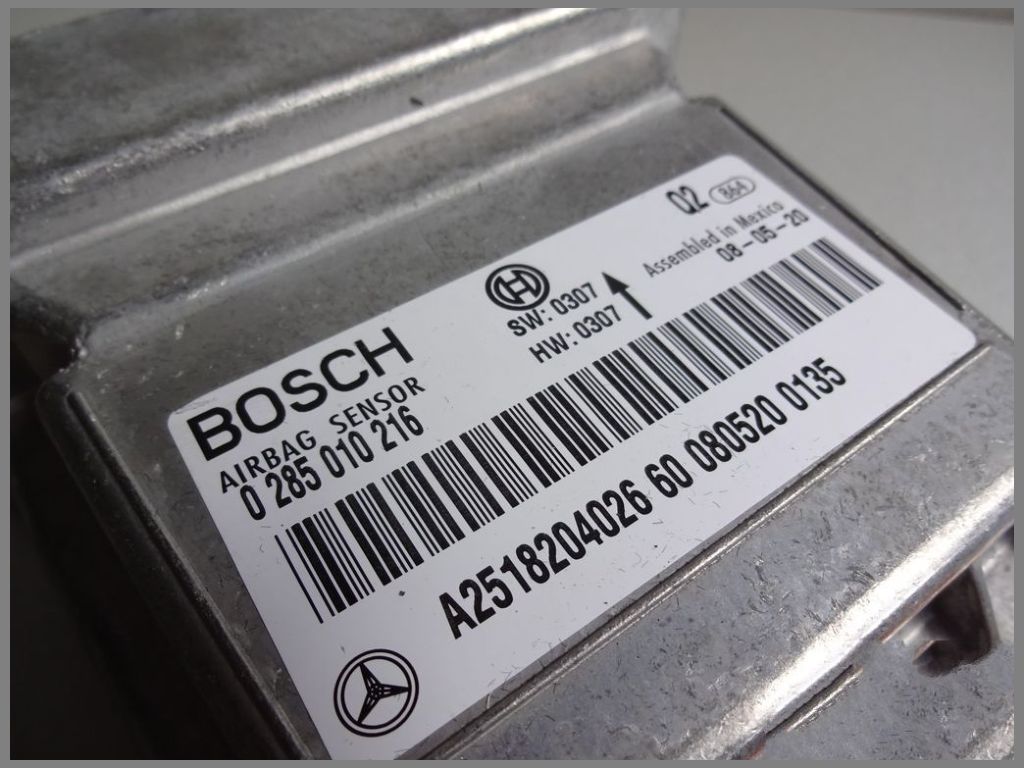 Q2 864
Assembled in Mexico
08-05-20
SW: 0307
HW: 0307
BOSCH
AIRBAG SENSOR
0 285 010 216
A2518204026 60 080520 0135